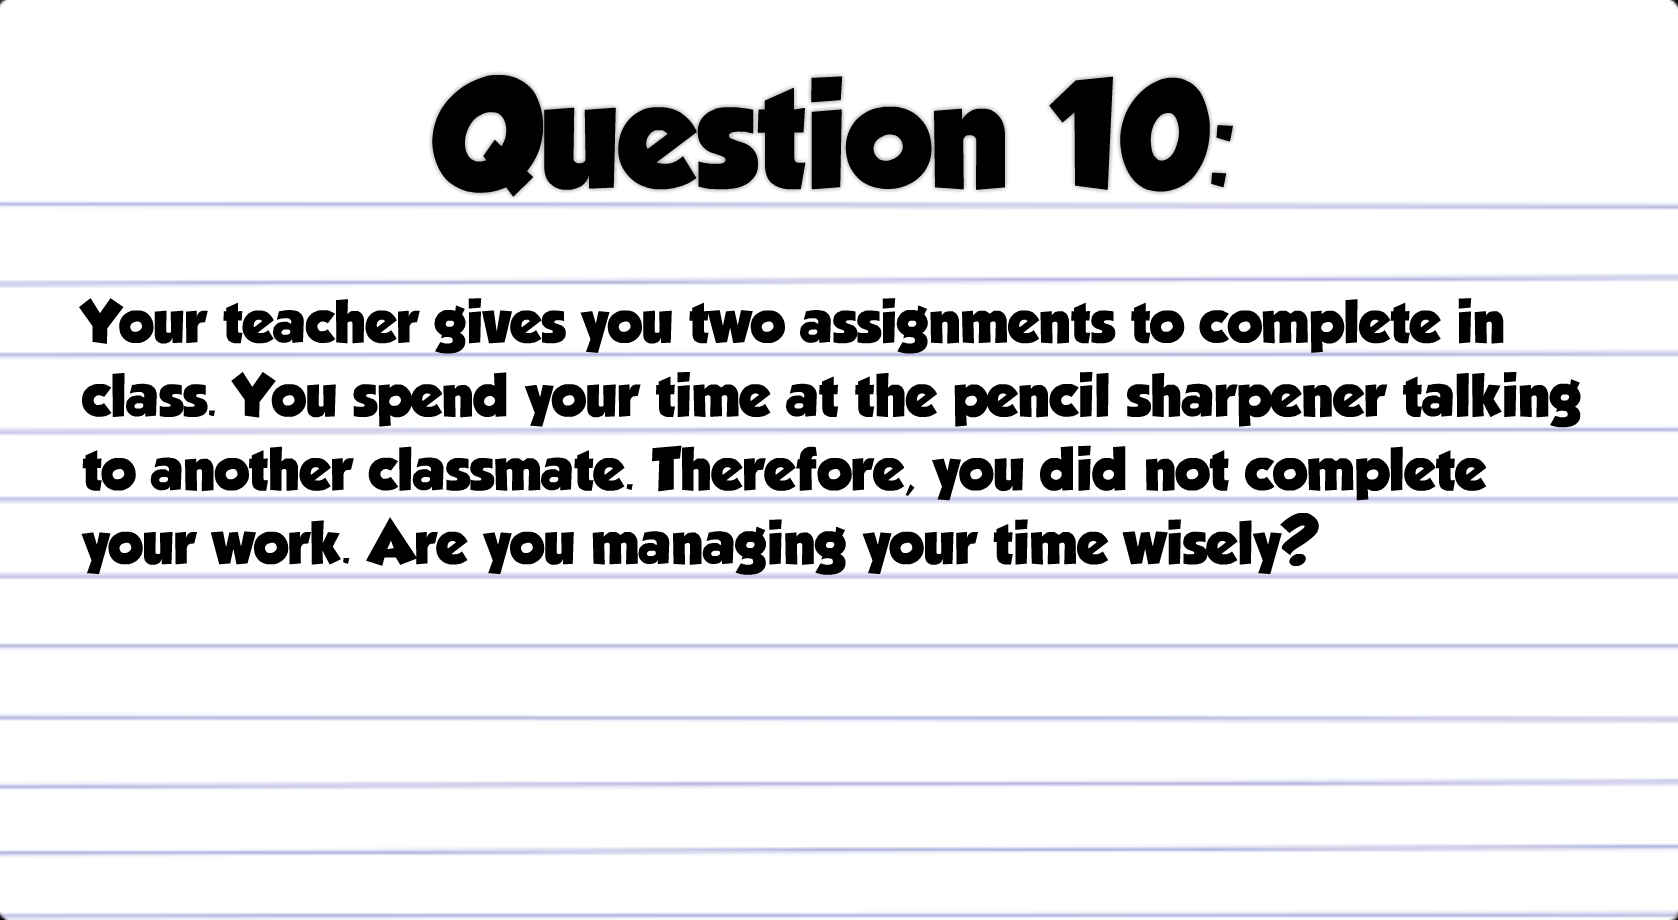 Question 10:
Your teacher gives you two assignments to complete in
class. You spend your time at the pencil sharpener talking
to another classmate. Therefore, you did not complete
your work. Are you managing your time wisely?